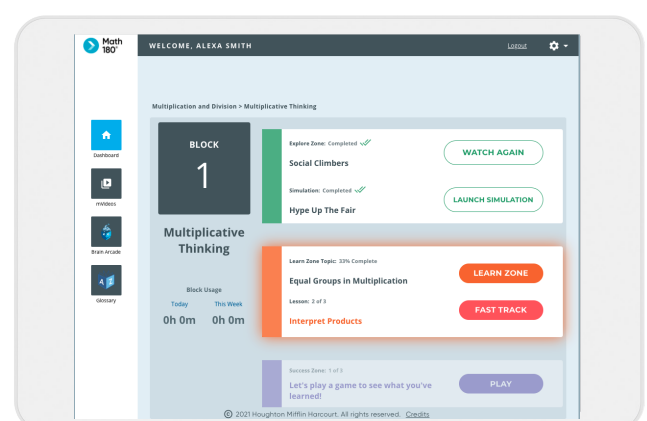 Math
180°
WELCOME, ALEXA SMITH
Logout
Multiplication and Division > Multiplicative Thinking
Dashboard
mVideos
Brain Arcade
Glossary
BLOCK
1
Multiplicative
Thinking
Block Usage
Today This Week
0h 0m 0h 0m
Explore Zone: Completed
Social Climbers
WATCH AGAIN
Simulation: Completed
Hype Up The Fair
LAUNCH SIMULATION
Learn Zone Topic: 33% Complete
Equal Groups in Multiplication
LEARN ZONE
Lesson: 2 of 3
Interpret Products
FAST TRACK
Success Zone: 1 of 3
Let's play a game to see what you've
learned!
PLAY
© 2021 Houghton Mifflin Harcourt. All rights reserved. Credits